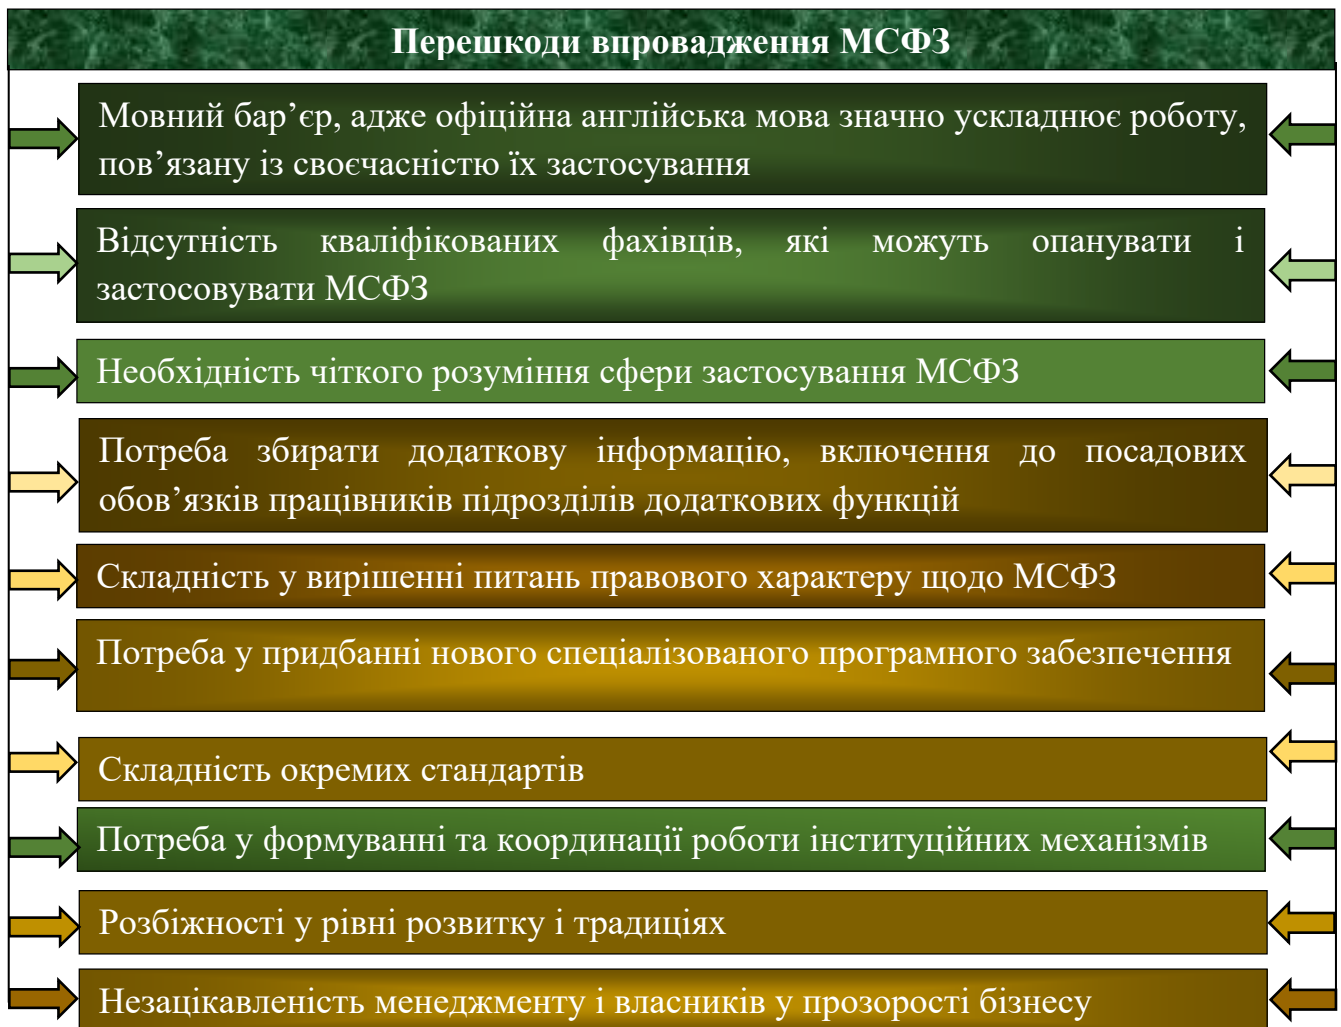 Перешкоди впровадження МСФЗ
Мовний бар’єр, адже офіційна англійська мова значно ускладнює роботу,
пов’язану із своєчасністю їх застосування
Відсутність кваліфікованих фахівців, які можуть опанувати і
застосовувати МСФЗ
Необхідність чіткого розуміння сфери застосування МСФЗ
Потреба збирати додаткову інформацію, включення до посадових
обов’язків працівників підрозділів додаткових функцій
Складність у вирішенні питань правового характеру щодо МСФЗ
Потреба у придбанні нового спеціалізованого програмного забезпечення
Складність окремих стандартів
Потреба у формуванні та координації роботи інституційних механізмів
Розбіжності у рівні розвитку і традиціях
Незацікавленість менеджменту і власників у прозорості бізнесу